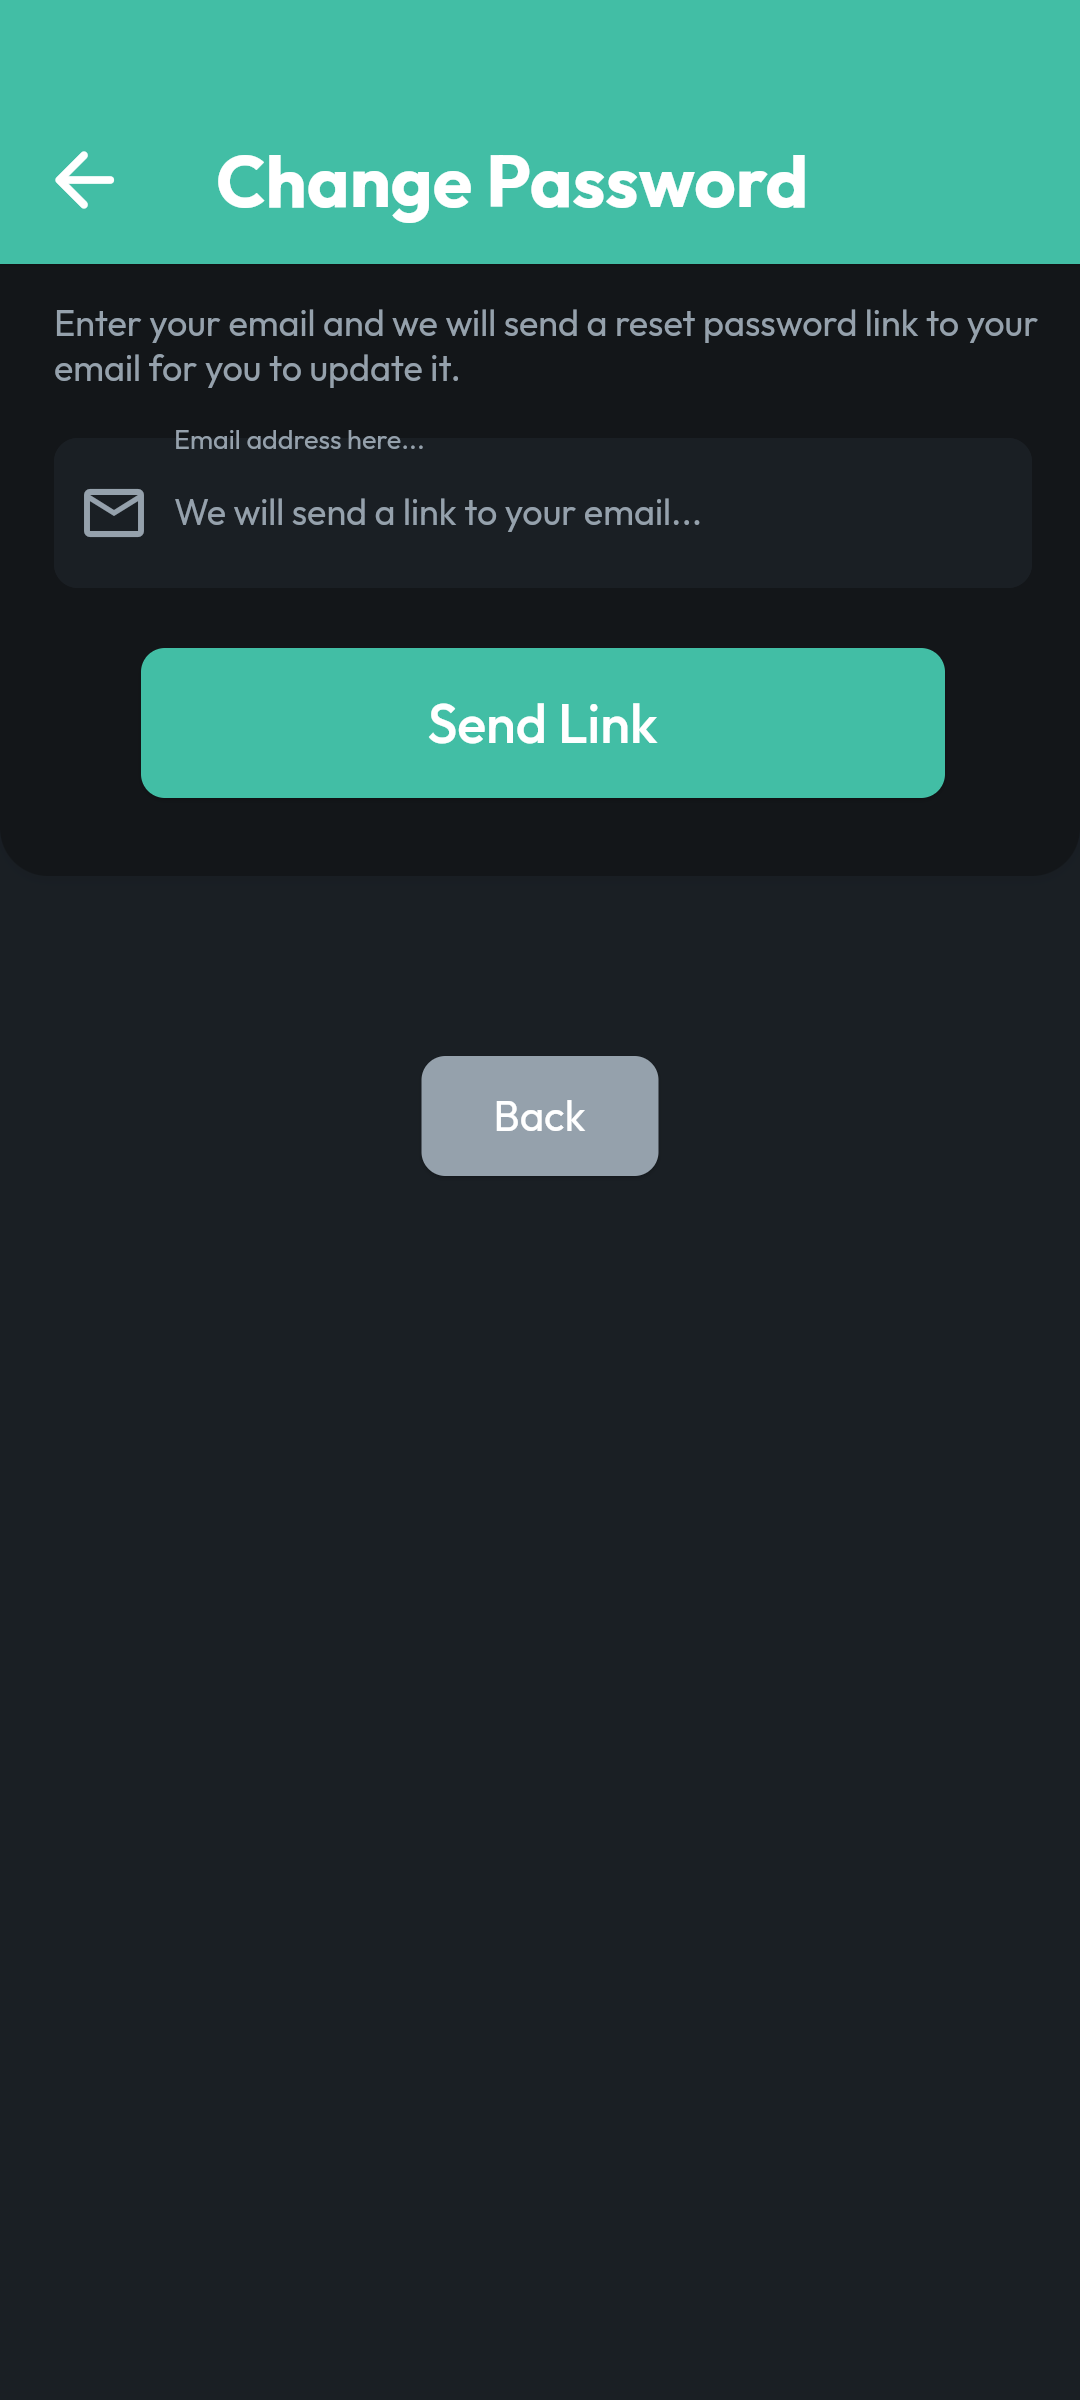 Change Password
Enter your email and we will send a reset password link to your
email for you to update it.
Email address here...
We will send a link to your email...
Send Link
Back